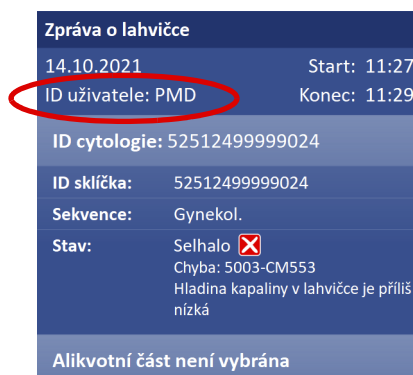 Zpráva o lahvičce
14.10.2021 Start: 11:27
ID uživatele: PMD Konec: 11:29
ID cytologie: 52512499999024
ID sklíčka: 52512499999024
Sekvence: Gynekol.
Stav: Selhalo
Chyba: 5003-CM553
Hladina kapaliny v lahvičce je příliš
nízká
Alikvotní část není vybrána